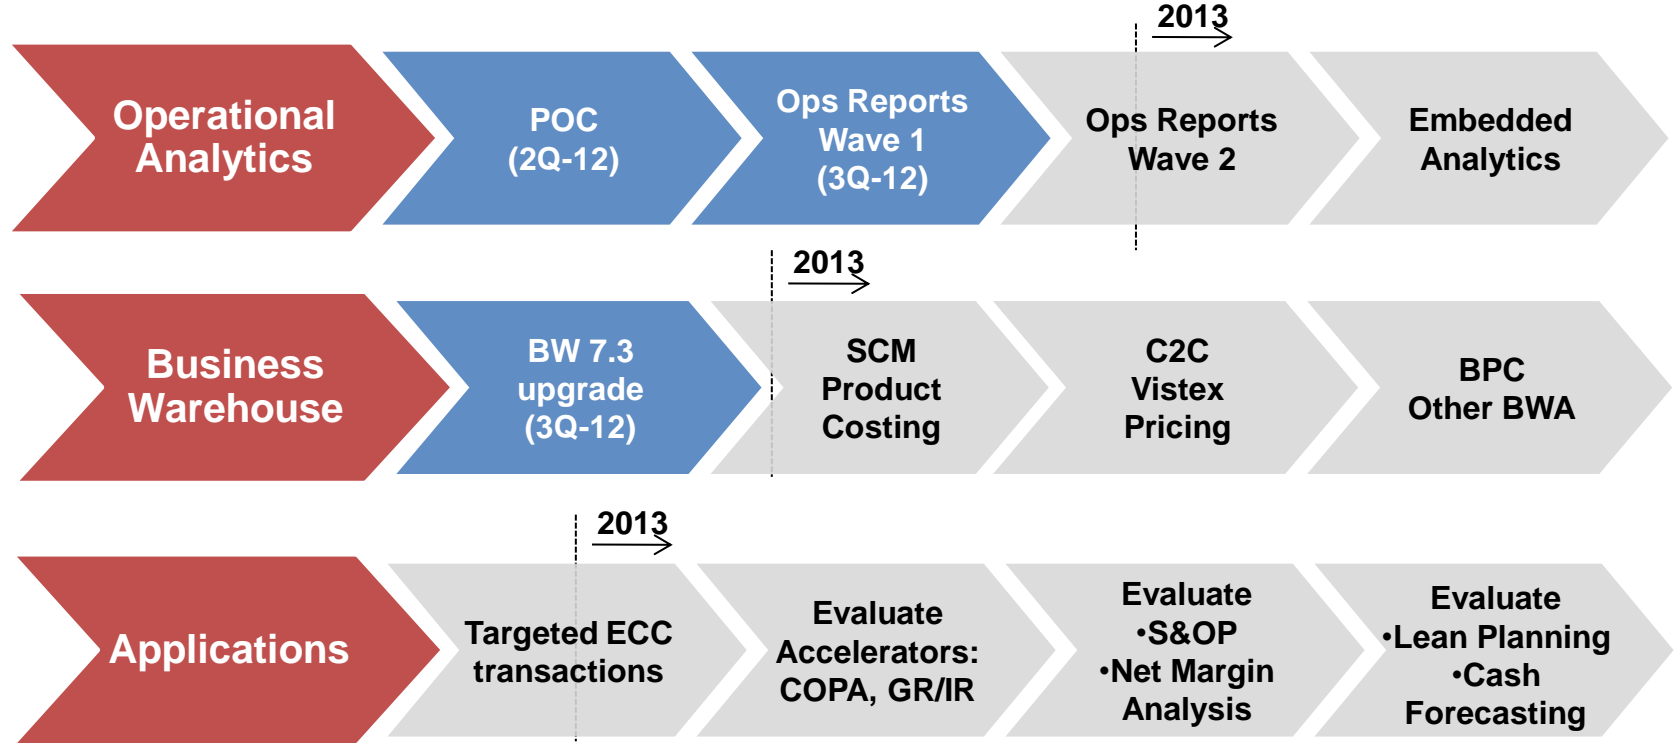 2013
Operational
Analytics
POC
(2Q-12)
Ops Reports
Wave 1
(3Q-12)
Ops Reports
Wave 2
Embedded
Analytics
2013
Business
Warehouse
BW 7.3
upgrade
(3Q-12)
SCM
Product
Costing
C2C
Vistex
Pricing
BPC
Other BWA
2013
Applications
Targeted ECC
transactions
Evaluate
Accelerators:
COPA, GR/IR
Evaluate
•S&OP
•Net Margin
Analysis
Evaluate
•Lean Planning
•Cash
Forecasting